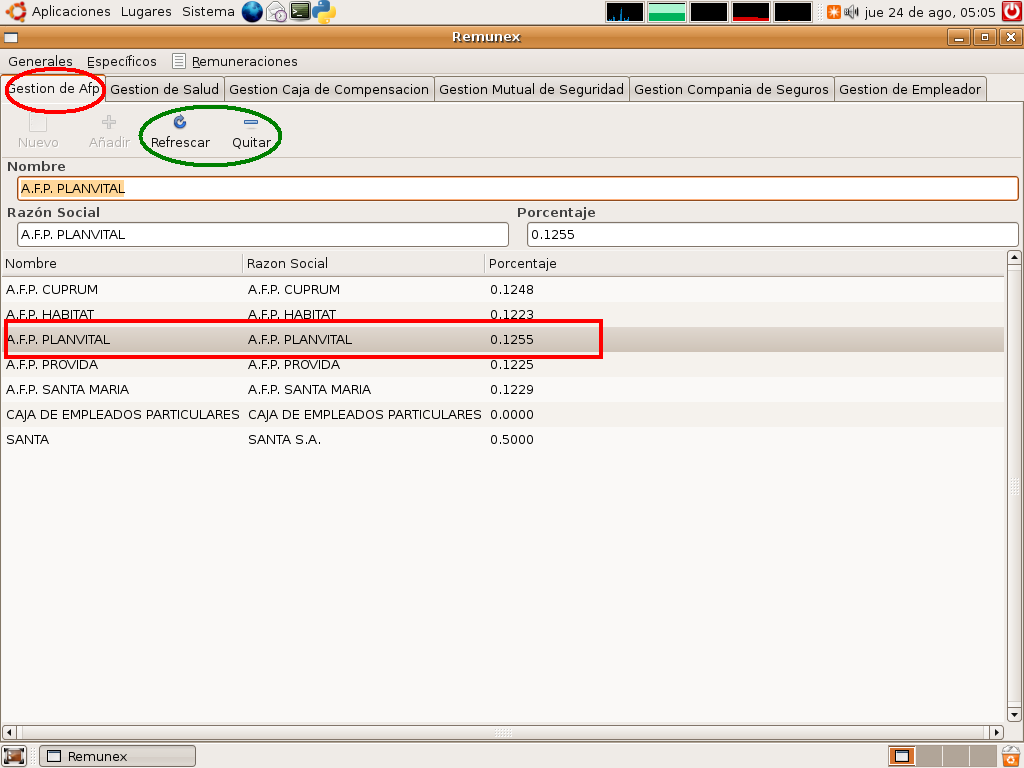 Aplicaciones Lugares Sistema jue 24 de ago, 05:05
Remunex
Generales Específicos Remuneraciones
Gestion de Afp Gestion de Salud Gestion Caja de Compensacion Gestion Mutual de Seguridad Gestion Compania de Seguros Gestion de Empleador
Nuevo Añadir Refrescar Quitar
Nombre
A.F.P. PLANVITAL
Razón Social Porcentaje
A.F.P. PLANVITAL 0.1255
Nombre Razon Social Porcentaje
A.F.P. CUPRUM A.F.P. CUPRUM 0.1248
A.F.P. HABITAT A.F.P. HABITAT 0.1223
A.F.P. PLANVITAL A.F.P. PLANVITAL 0.1255
A.F.P. PROVIDA A.F.P. PROVIDA 0.1225
A.F.P. SANTA MARIA A.F.P. SANTA MARIA 0.1229
CAJA DE EMPLEADOS PARTICULARES CAJA DE EMPLEADOS PARTICULARES 0.0000
SANTA SANTA S.A. 0.5000
Remunex